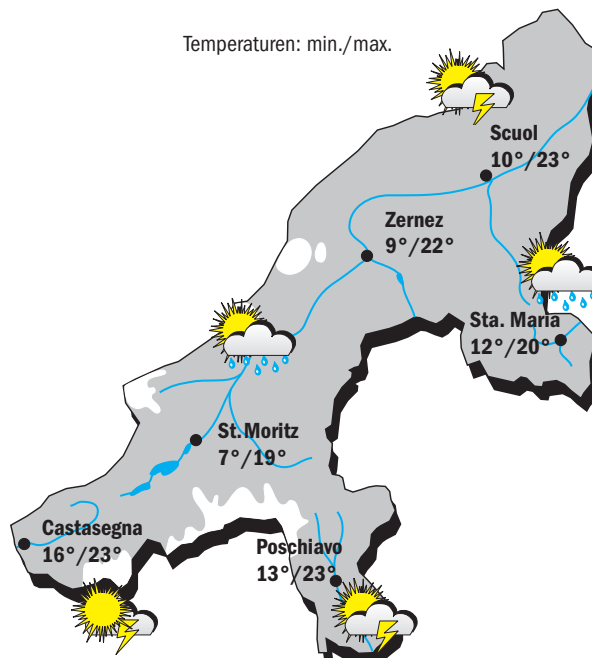 Temperaturen: min./max.
Scuol
10°/23°
Zernez
9°/22°
Sta. Maria
12°/20°
St. Moritz
7°/19°
Castasegna
16°/23°
Poschiavo
13°/23°